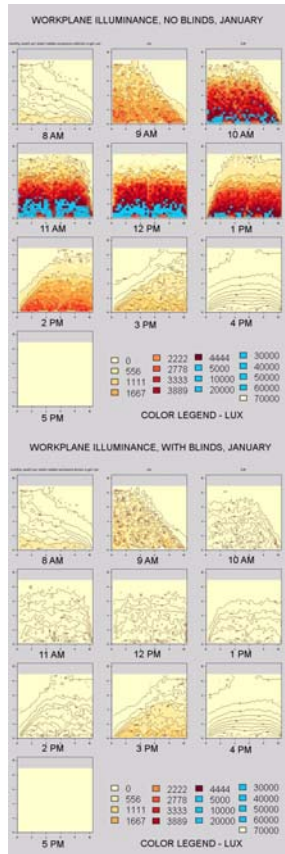 WORKPLANE ILLUMINANCE, NO BLINDS, JANUARY
8 AM
9 AM
10 AM
11 AM
12 PM
1 PM
2 PM
3 PM
4 PM
5 PM
0 2222 4444 30000
556 2778 5000 40000
1111 3333 10000 50000
1667 3889 20000 60000
70000
COLOR LEGEND - LUX
WORKPLANE ILLUMINANCE, WITH BLINDS, JANUARY
8 AM
9 AM
10 AM
11 AM
12 PM
1 PM
2 PM
3 PM
4 PM
5 PM
0 2222 4444 30000
556 2778 5000 40000
1111 3333 10000 50000
1667 3889 20000 60000
70000
COLOR LEGEND - LUX